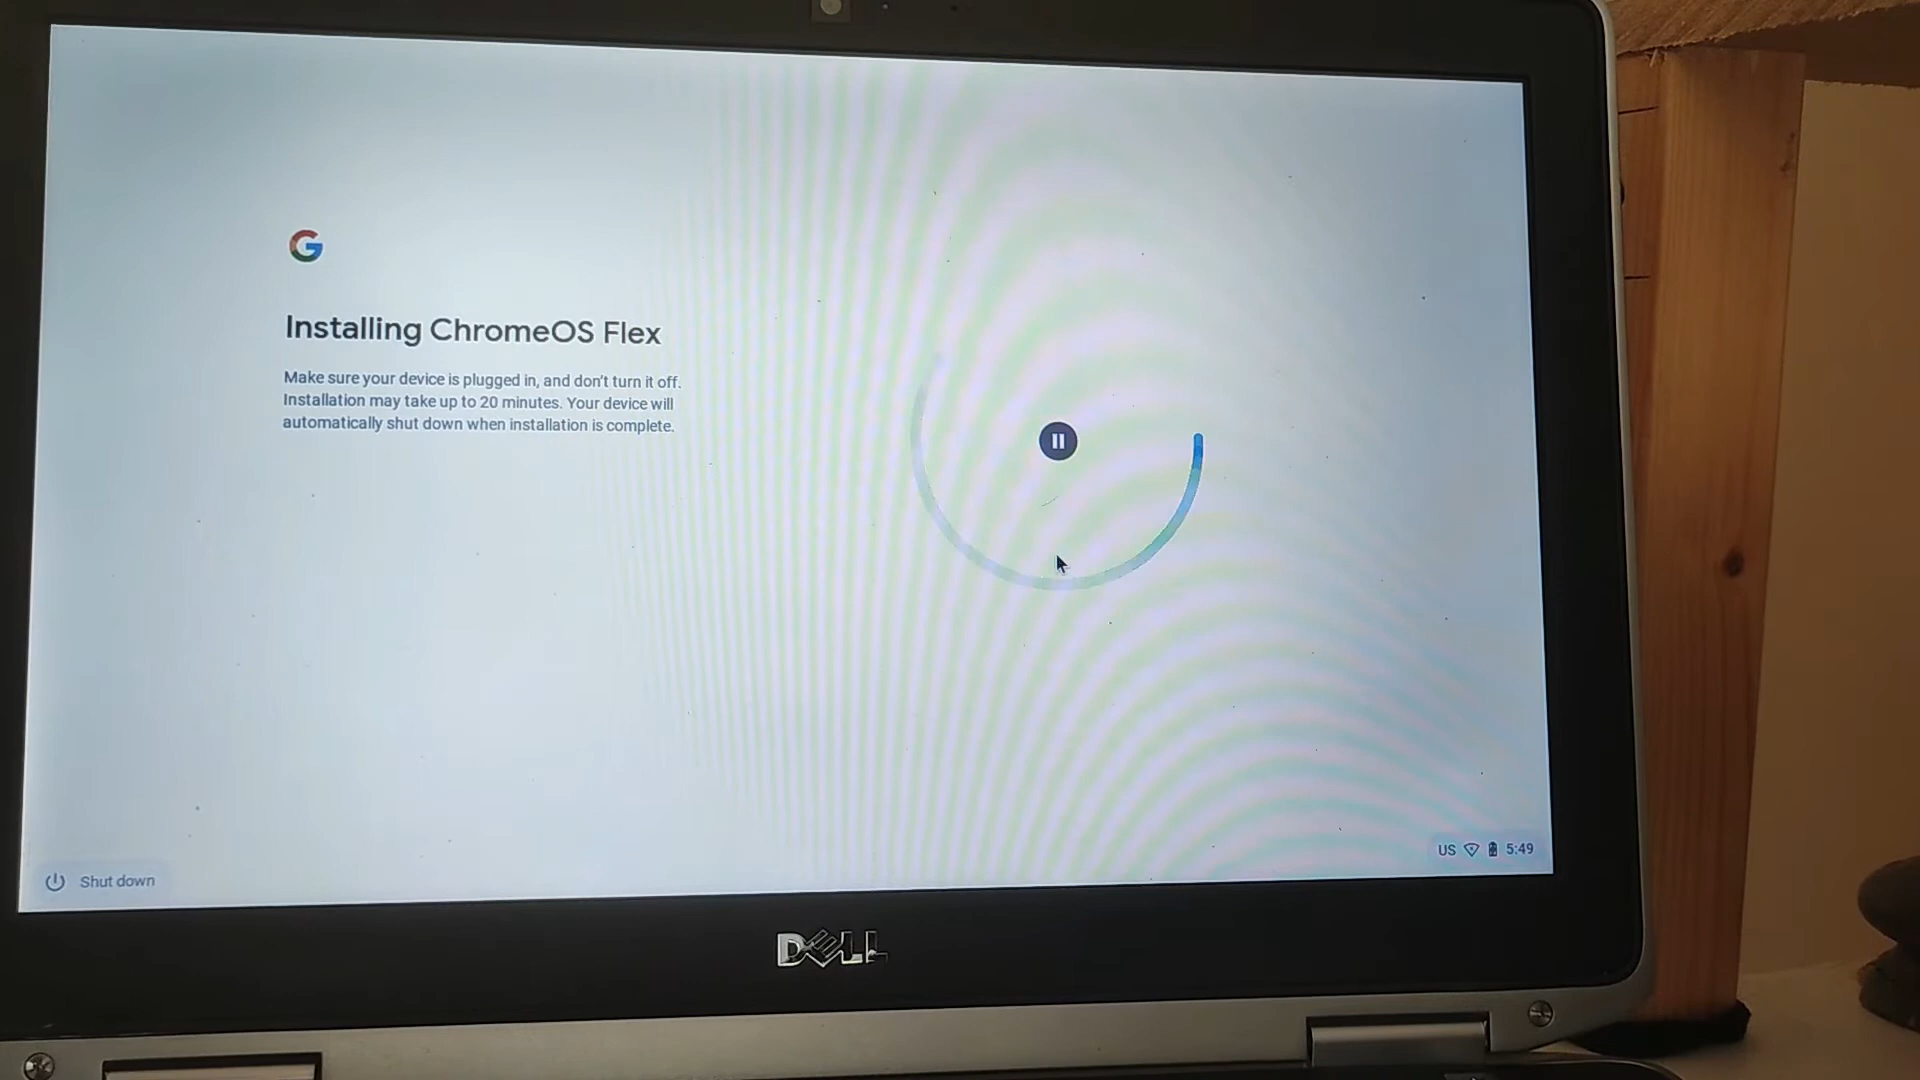 G
Installing ChromeOS Flex
Make sure your device is plugged in, and don't turn it off.
Installation may take up to 20 minutes. Your device will
automatically shut down when installation is complete.
US 5:49
Shut down
DELL